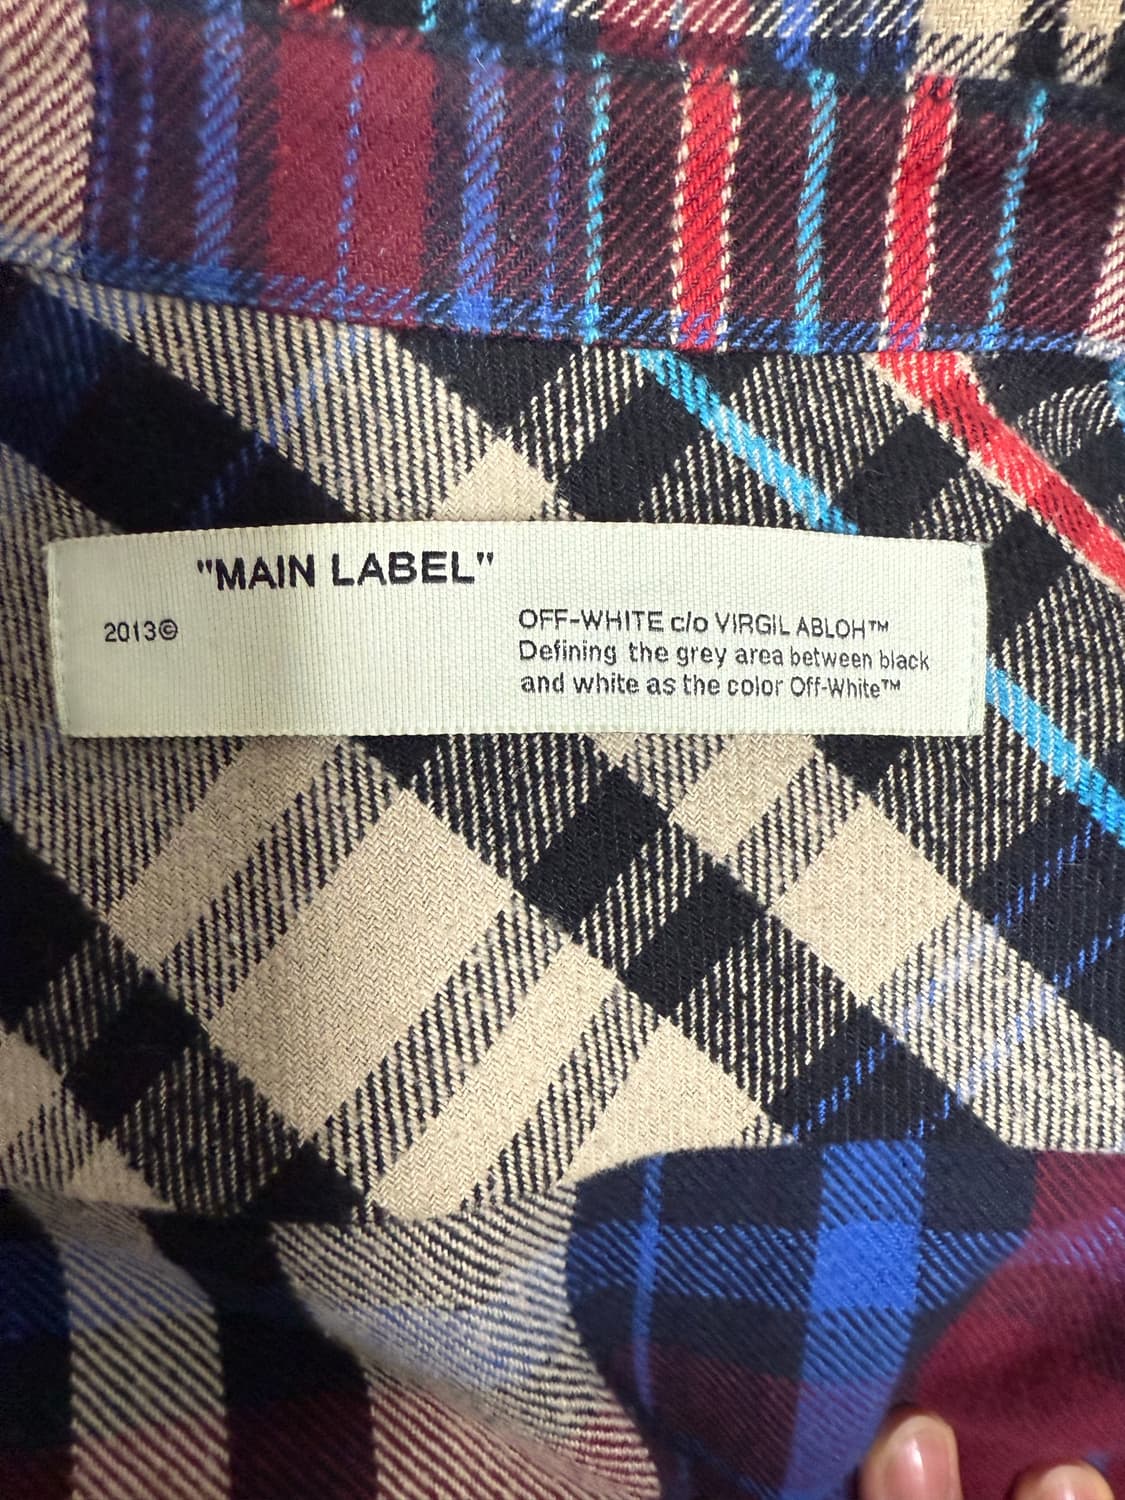 "MAIN LABEL"
2013©
OFF-WHITE c/o VIRGIL ABLOH™
Defining the grey area between black
and white as the color Off-White™